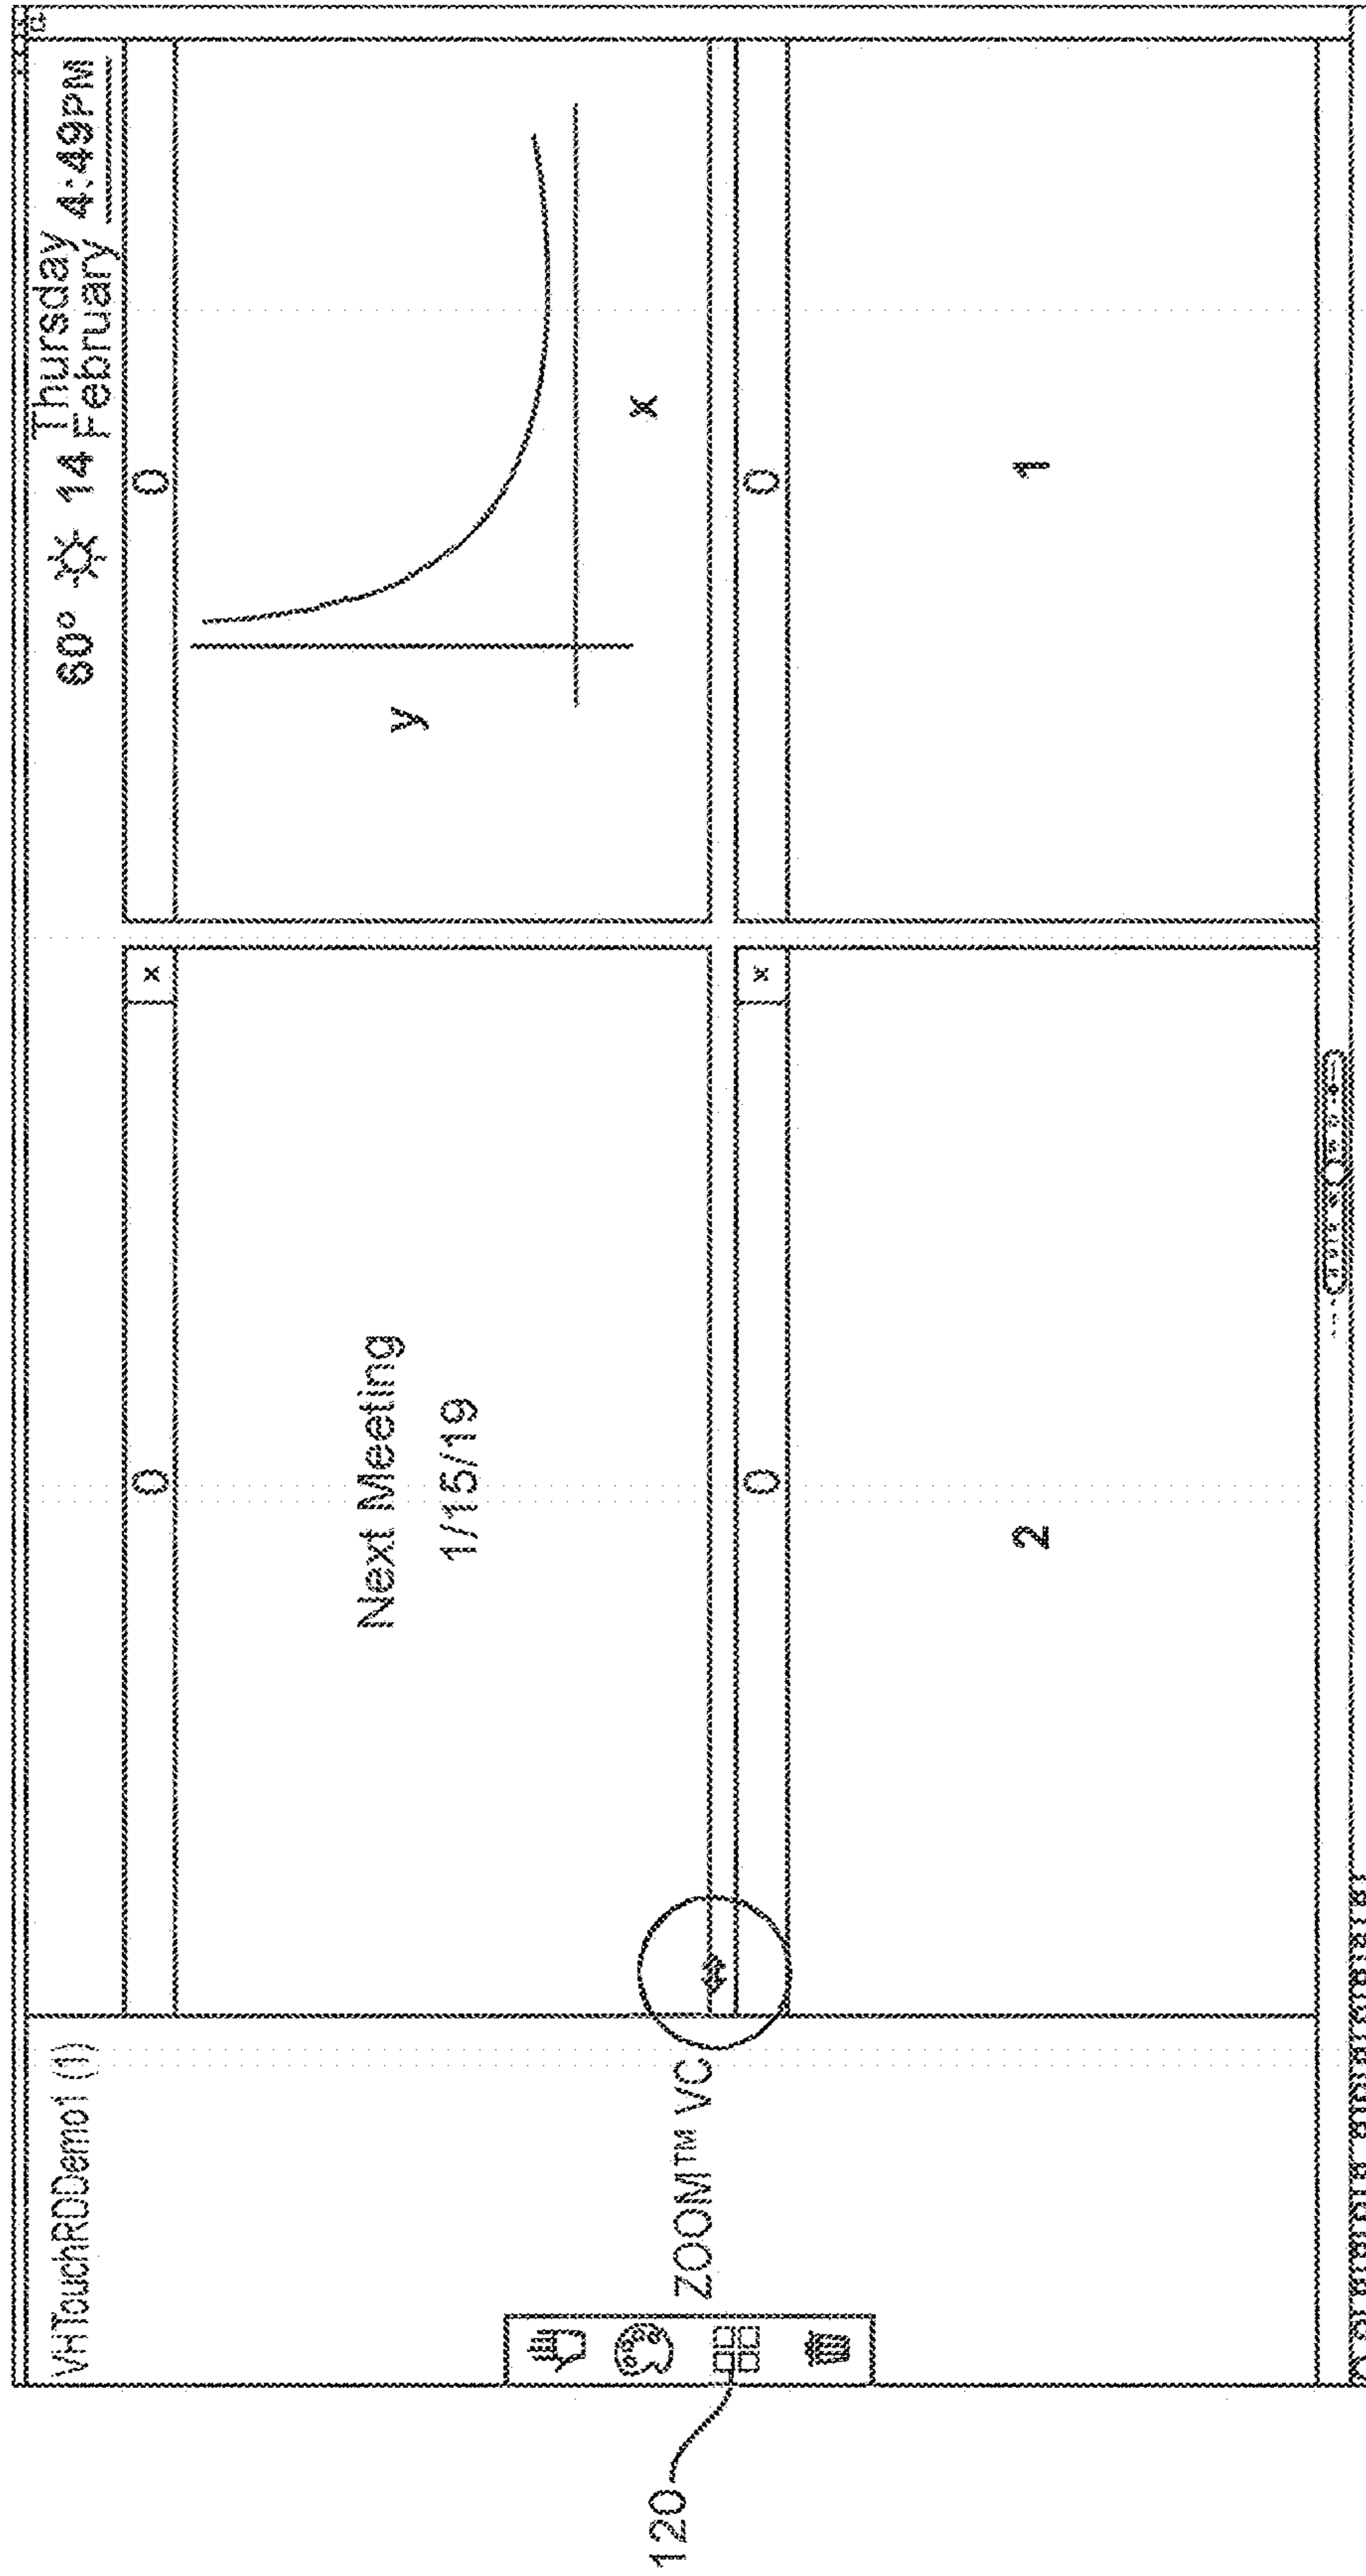 VHTouchRDDemo1 (1)
60° 14 Thursday
February 4:49PM
0 x
0
Next Meeting
1/15/19
y
x
ZOOM™ VC
0 x
0
2
1
120